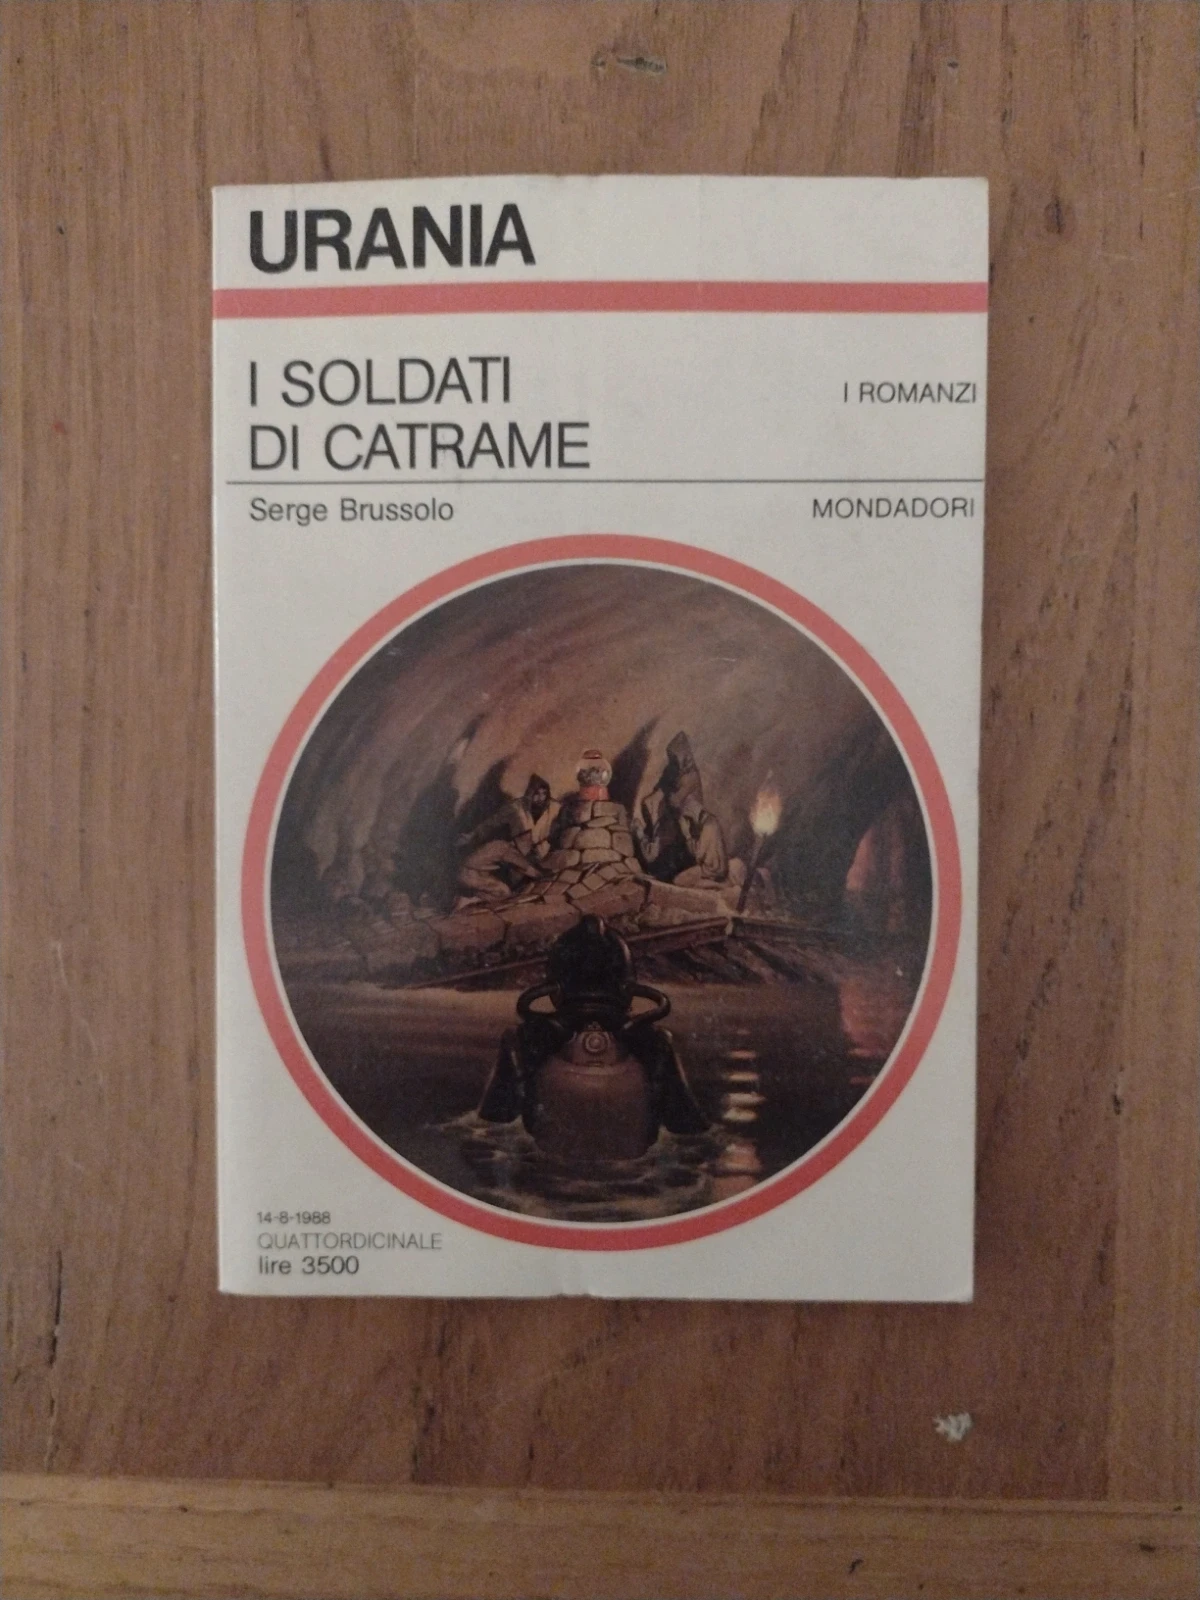 URANIA
I SOLDATI
DI CATRAME
I ROMANZI
Serge Brussolo
MONDADORI
14-8-1988
QUATTORDICINALE
lire 3500